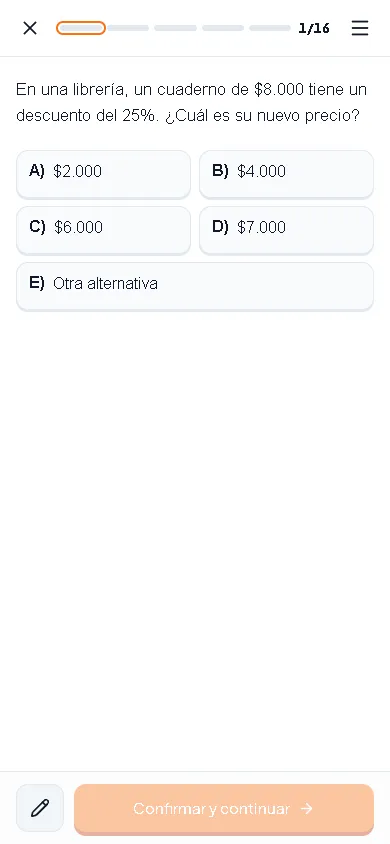 1/16
En una librería, un cuaderno de $8.000 tiene un
descuento del 25%. ¿Cuál es su nuevo precio?
A) $2.000
B) $4.000
C) $6.000
D) $7.000
E) Otra alternativa
Confirmar y continuar →